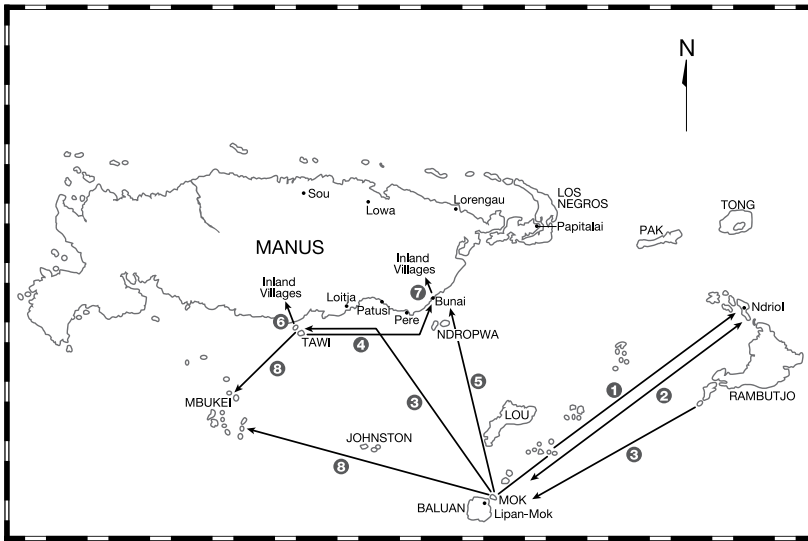 N
LOS
NEGROS
TONG
Sou
Lowa
Lorengau
Papitalai
PAK
MANUS
Inland
Villages
Inland
Villages
7
Bunai
Loitja
Patusi
Pere
NDROPWA
Ndriol
6
TAWI
4
8
5
1
2
MBUKEI
3
LOU
RAMBUTJO
JOHNSTON
3
8
MOK
BALUAN
Lipan-Mok